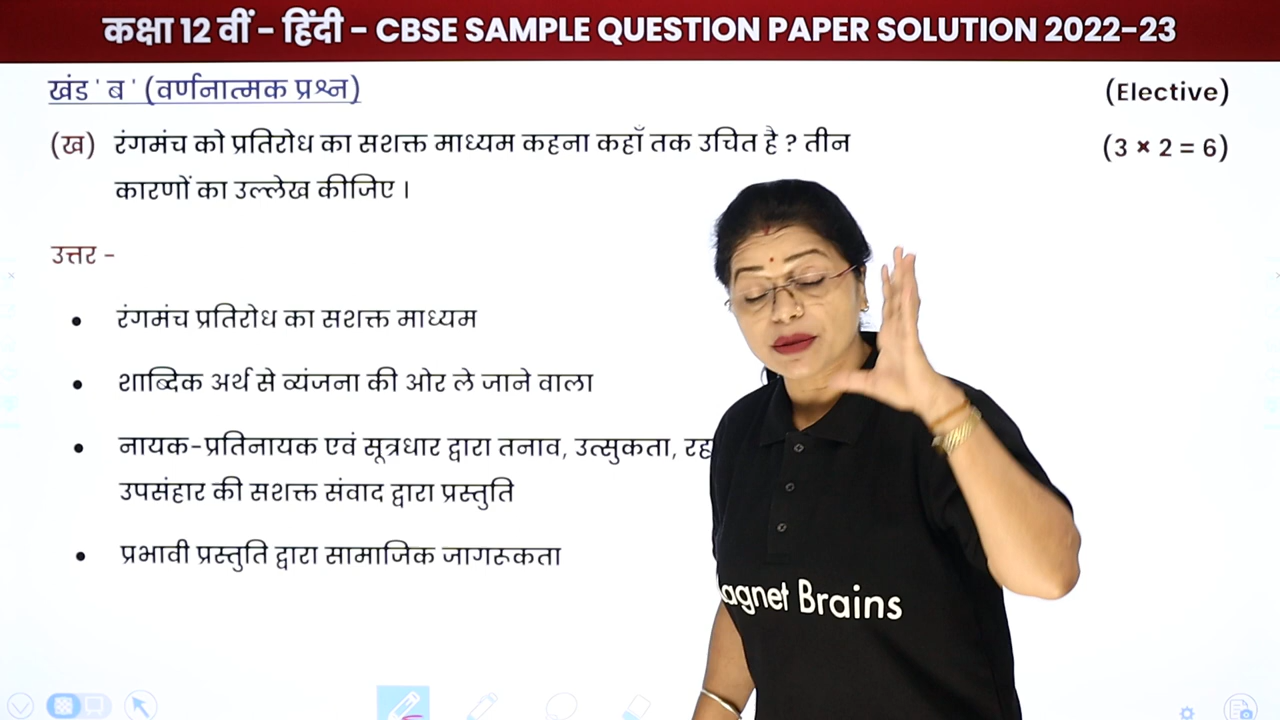 कक्षा 12 वीं – हिंदी – CBSE SAMPLE QUESTION PAPER SOLUTION 2022-23
खंड ' ब ' (वर्णनात्मक प्रश्न) (Elective)
(ख) रंगमंच को प्रतिरोध का सशक्त माध्यम कहना कहाँ तक उचित है ? तीन (3 × 2 = 6)
कारणों का उल्लेख कीजिए ।
उत्तर -
• रंगमंच प्रतिरोध का सशक्त माध्यम
• शाब्दिक अर्थ से व्यंजना की ओर ले जाने वाला
• नायक-प्रतिनायक एवं सूत्रधार द्वारा तनाव, उत्सुकता,
उपसंहार की सशक्त संवाद द्वारा प्रस्तुति
• प्रभावी प्रस्तुति द्वारा सामाजिक जागरूकता
Brains